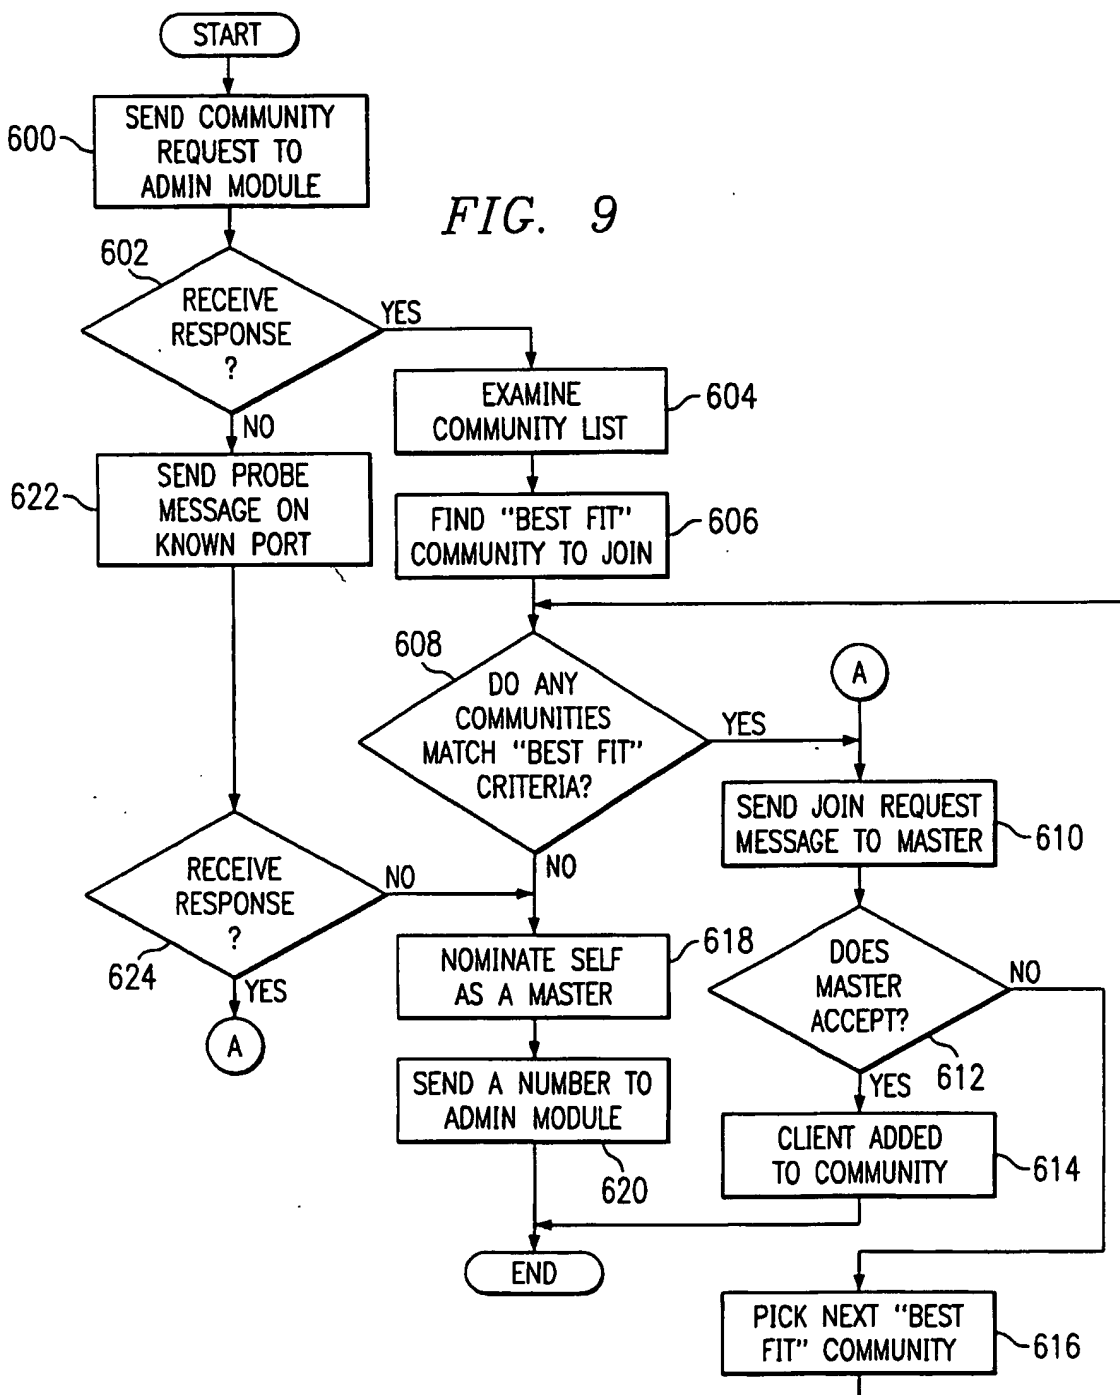 START
SEND COMMUNITY
REQUEST TO
ADMIN MODULE
600
FIG. 9
602
RECEIVE
RESPONSE
?
YES
NO
EXAMINE
COMMUNITY LIST
604
SEND PROBE
MESSAGE ON
KNOWN PORT
622
FIND "BEST FIT"
COMMUNITY TO JOIN
606
608
DO ANY
COMMUNITIES
MATCH "BEST FIT"
CRITERIA?
YES
NO
A
SEND JOIN REQUEST
MESSAGE TO MASTER
610
RECEIVE
RESPONSE
?
624
NO
YES
A
NOMINATE SELF
AS A MASTER
618
DOES
MASTER
ACCEPT?
612
NO
YES
SEND A NUMBER TO
ADMIN MODULE
620
CLIENT ADDED
TO COMMUNITY
614
END
PICK NEXT "BEST
FIT" COMMUNITY
616